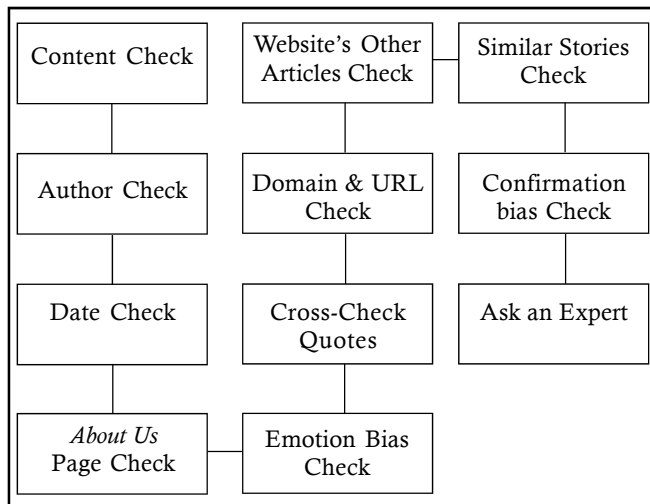 Content Check
Author Check
Date Check
About Us
Page Check
Emotion Bias
Check
Cross-Check
Quotes
Domain & URL
Check
Website's Other
Articles Check
Similar Stories
Check
Confirmation
bias Check
Ask an Expert